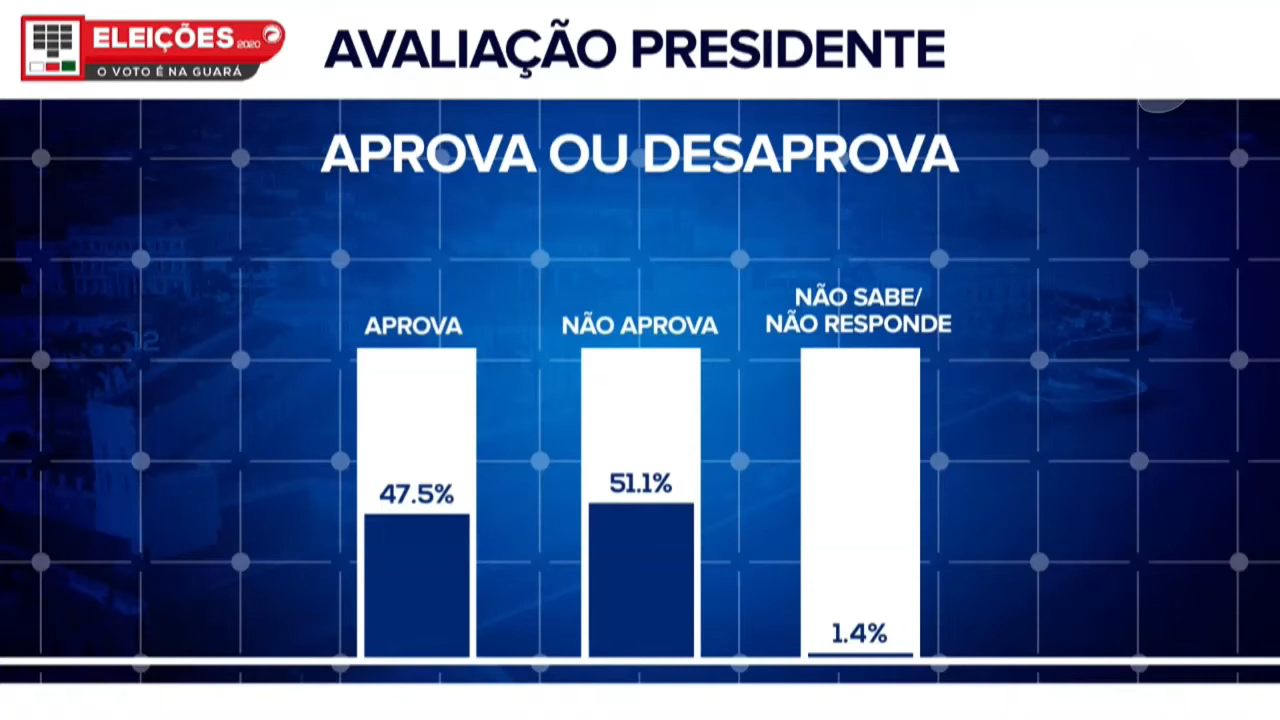 ELEIÇÕES 2020
O VOTO É NA GUARÁ
AVALIAÇÃO PRESIDENTE
APROVA OU DESAPROVA
APROVA
NÃO APROVA
NÃO SABE/
NÃO RESPONDE
47.5%
51.1%
1.4%
12